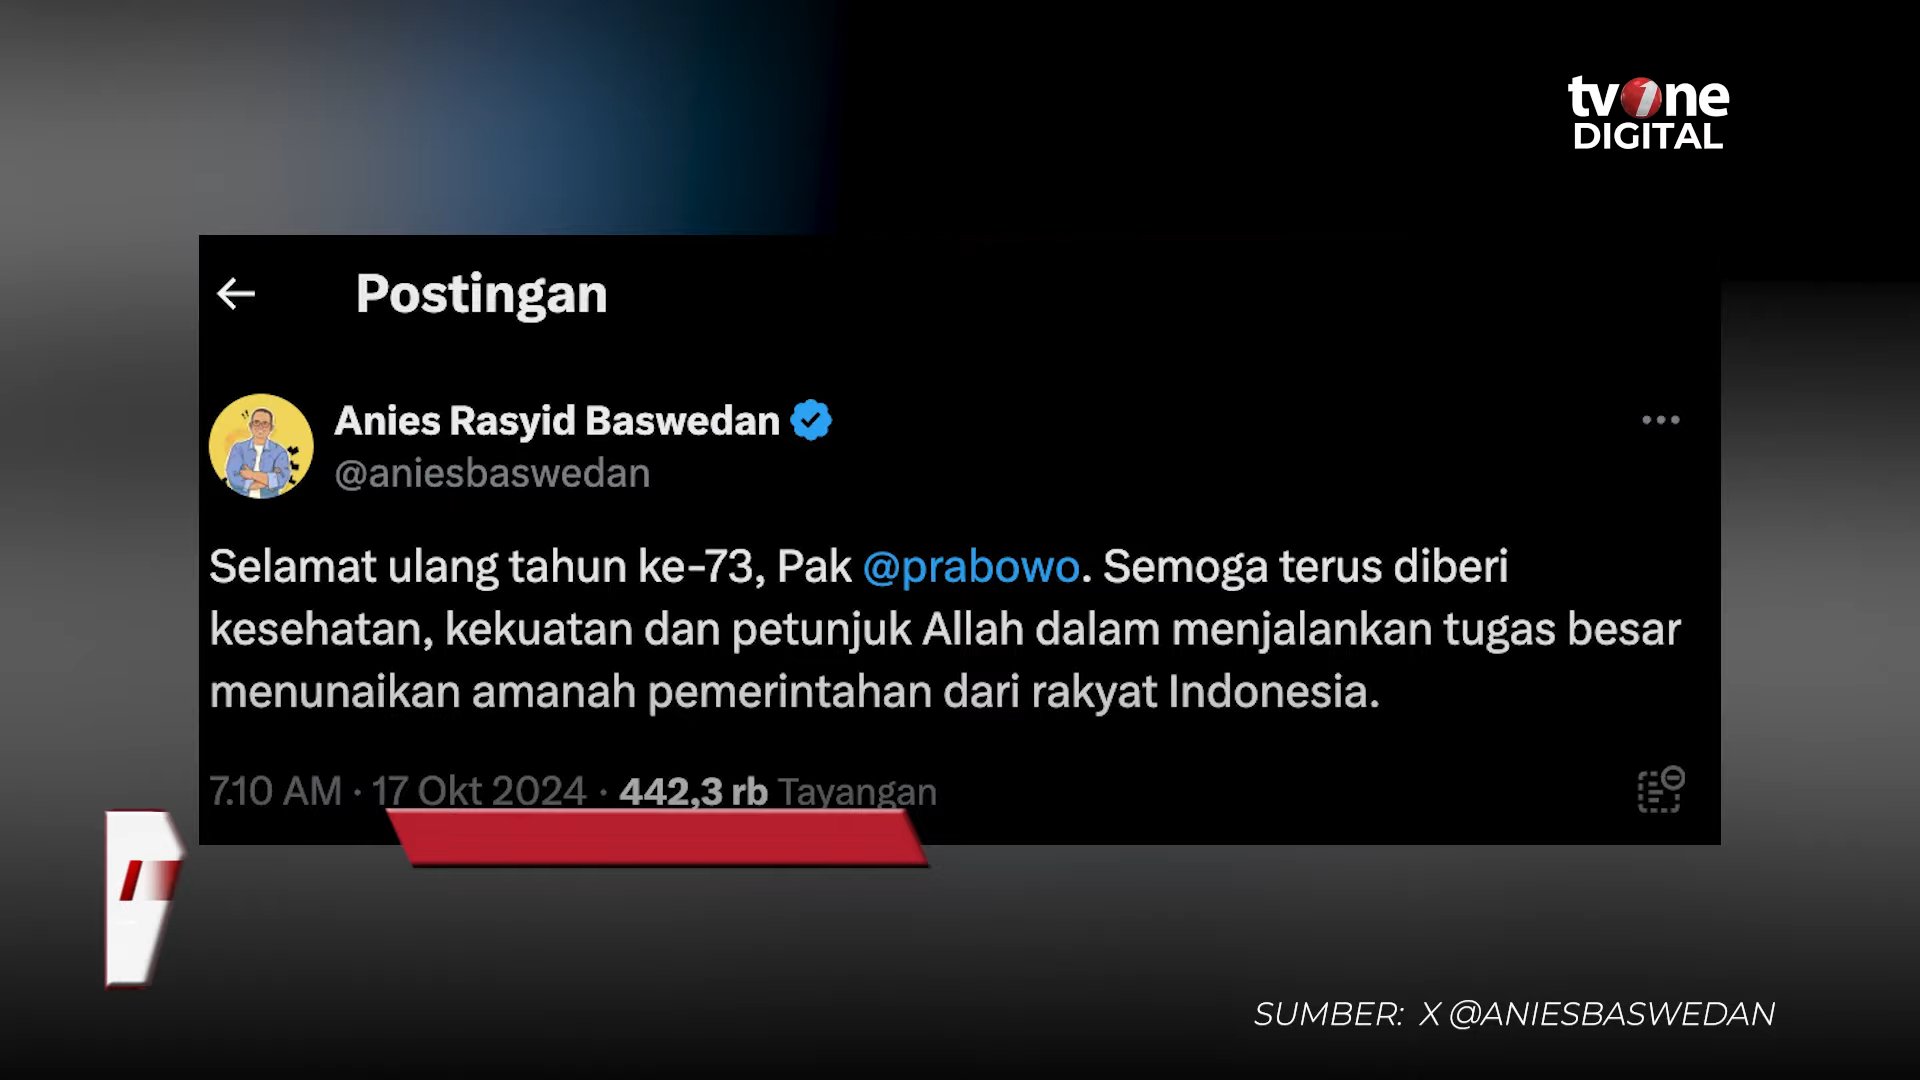 tvOne
DIGITAL
Postingan
Anies Rasyid Baswedan
@aniesbaswedan
Selamat ulang tahun ke-73, Pak @prabowo. Semoga terus diberi
kesehatan, kekuatan dan petunjuk Allah dalam menjalankan tugas besar
menunaikan amanah pemerintahan dari rakyat Indonesia.
7.10 AM · 17 Okt 2024 · 442,3 rb Tayangan
SUMBER: X @ANIESBASWEDAN